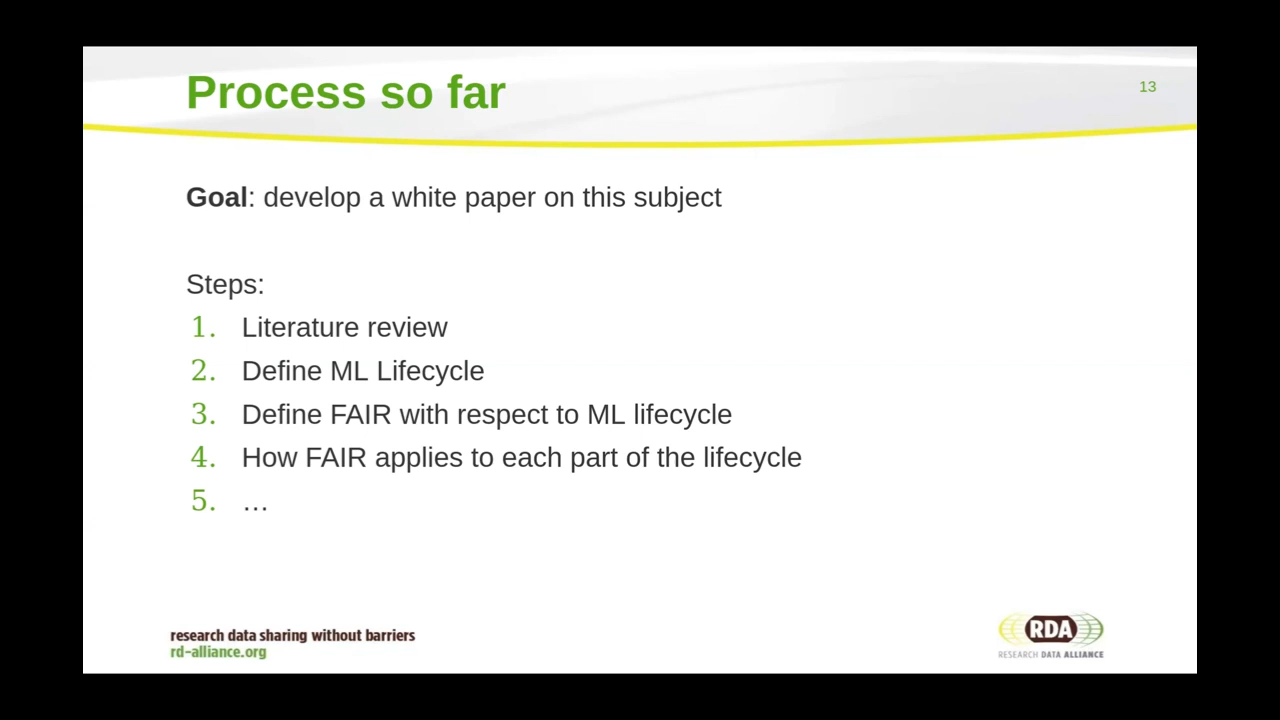 Process so far
13
Goal: develop a white paper on this subject
Steps:
1. Literature review
2. Define ML Lifecycle
3. Define FAIR with respect to ML lifecycle
4. How FAIR applies to each part of the lifecycle
5. …
research data sharing without barriers
rd-alliance.org
RDA
RESEARCH DATA ALLIANCE